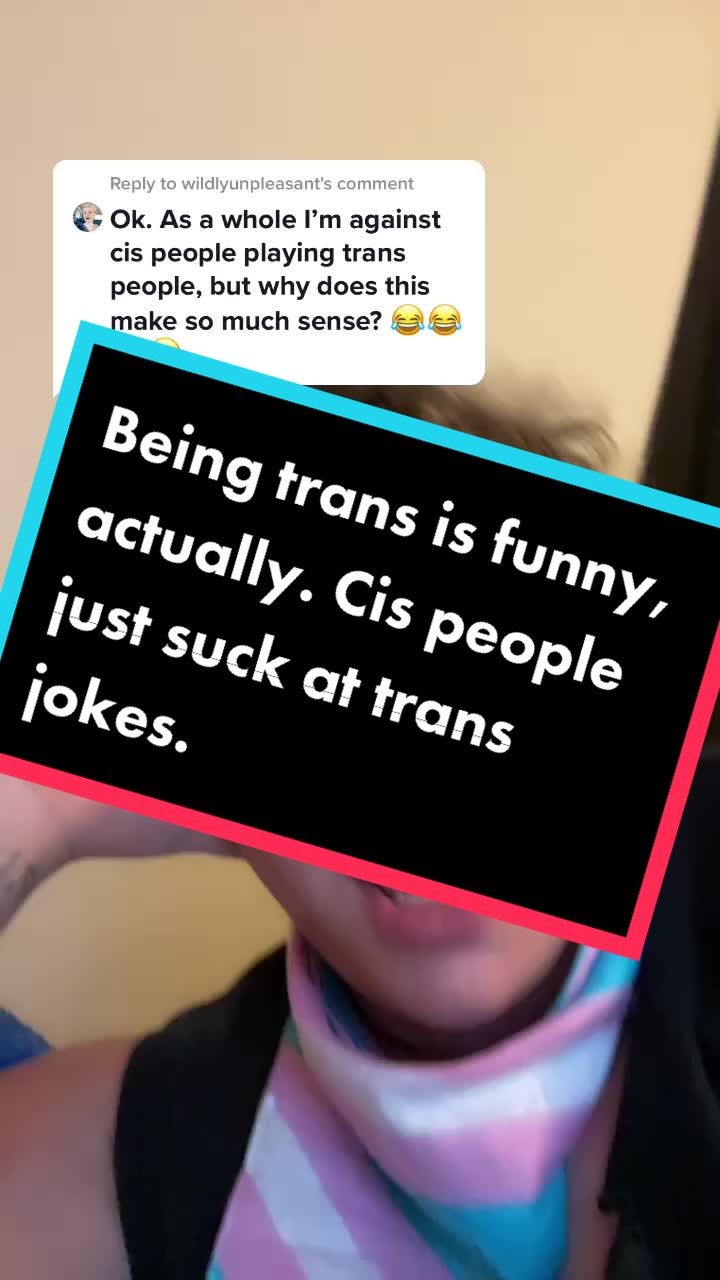 Reply to wildlyunpleasant's comment
Ok. As a whole I’m against
cis people playing trans
people, but why does this
make so much sense? 😂😂
Being trans is funny,
actually. Cis people
just suck at trans
jokes.